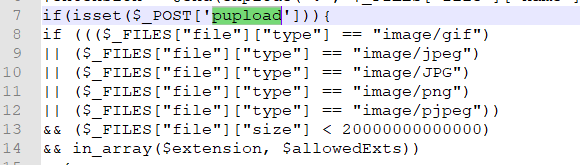 7 if(isset($_POST['pupload'])){
8 if ((($_FILES["file"]["type"] == "image/gif")
9 || ($_FILES["file"]["type"] == "image/jpeg")
10 || ($_FILES["file"]["type"] == "image/JPG")
11 || ($_FILES["file"]["type"] == "image/png")
12 || ($_FILES["file"]["type"] == "image/pjpeg"))
13 && ($_FILES["file"]["size"] < 20000000000000)
14 && in_array($extension, $allowedExts))